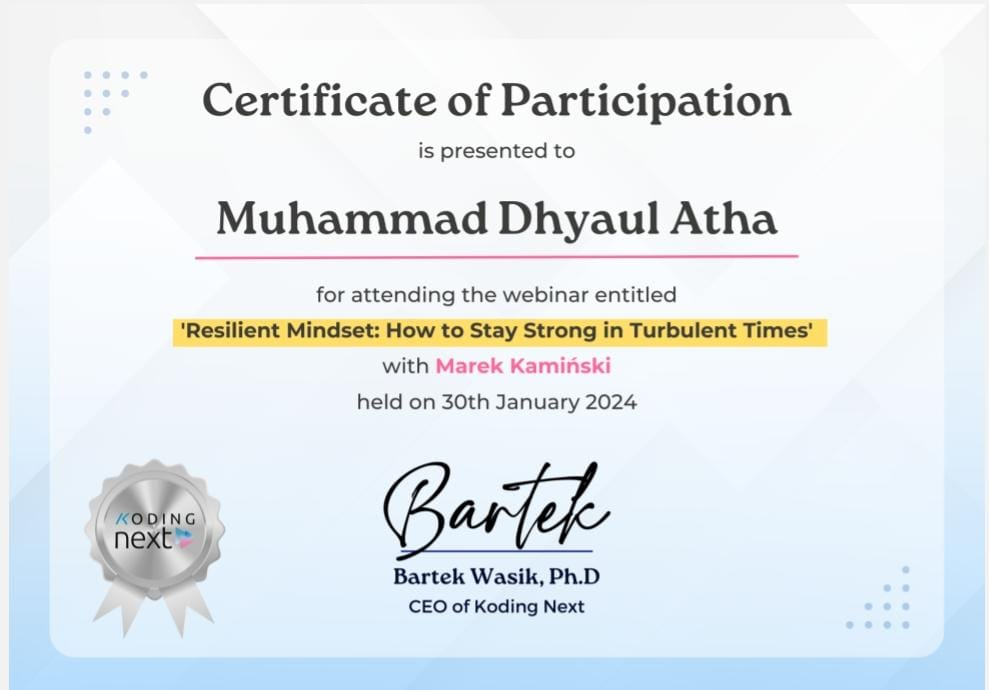 Certificate of Participation
is presented to
Muhammad Dhyaul Atha
for attending the webinar entitled
'Resilient Mindset: How to Stay Strong in Turbulent Times'
with Marek Kamiński
held on 30th January 2024
KODING
next
Bartek
Bartek Wasik, Ph.D
CEO of Koding Next